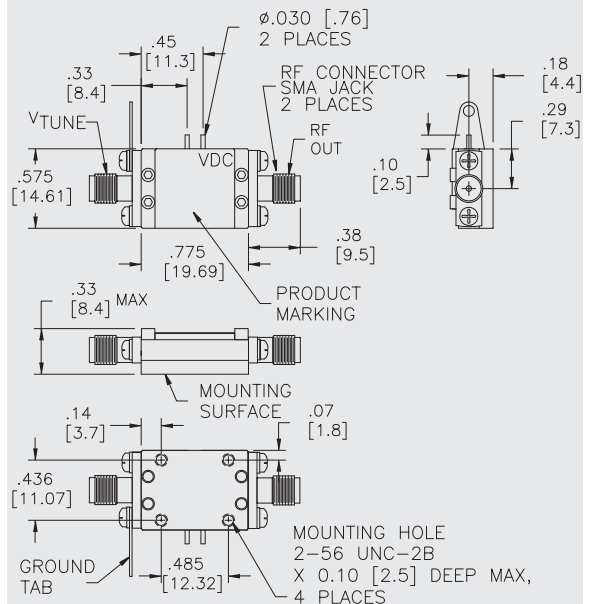 ø.030 [.76]
2 PLACES
.45
[11.3]
.33
[8.4]
RF CONNECTOR
SMA JACK
2 PLACES
.18
[4.4]
.29
[7.3]
VTUNE
VDC
RF
OUT
.10
[2.5]
.575
[14.61]
.775
[19.69]
.38
[9.5]
PRODUCT
MARKING
.33
[8.4] MAX
MOUNTING
SURFACE
.14
[3.7]
.07
[1.8]
.436
[11.07]
GROUND
TAB
.485
[12.32]
MOUNTING HOLE
2-56 UNC-2B
X 0.10 [2.5] DEEP MAX,
4 PLACES